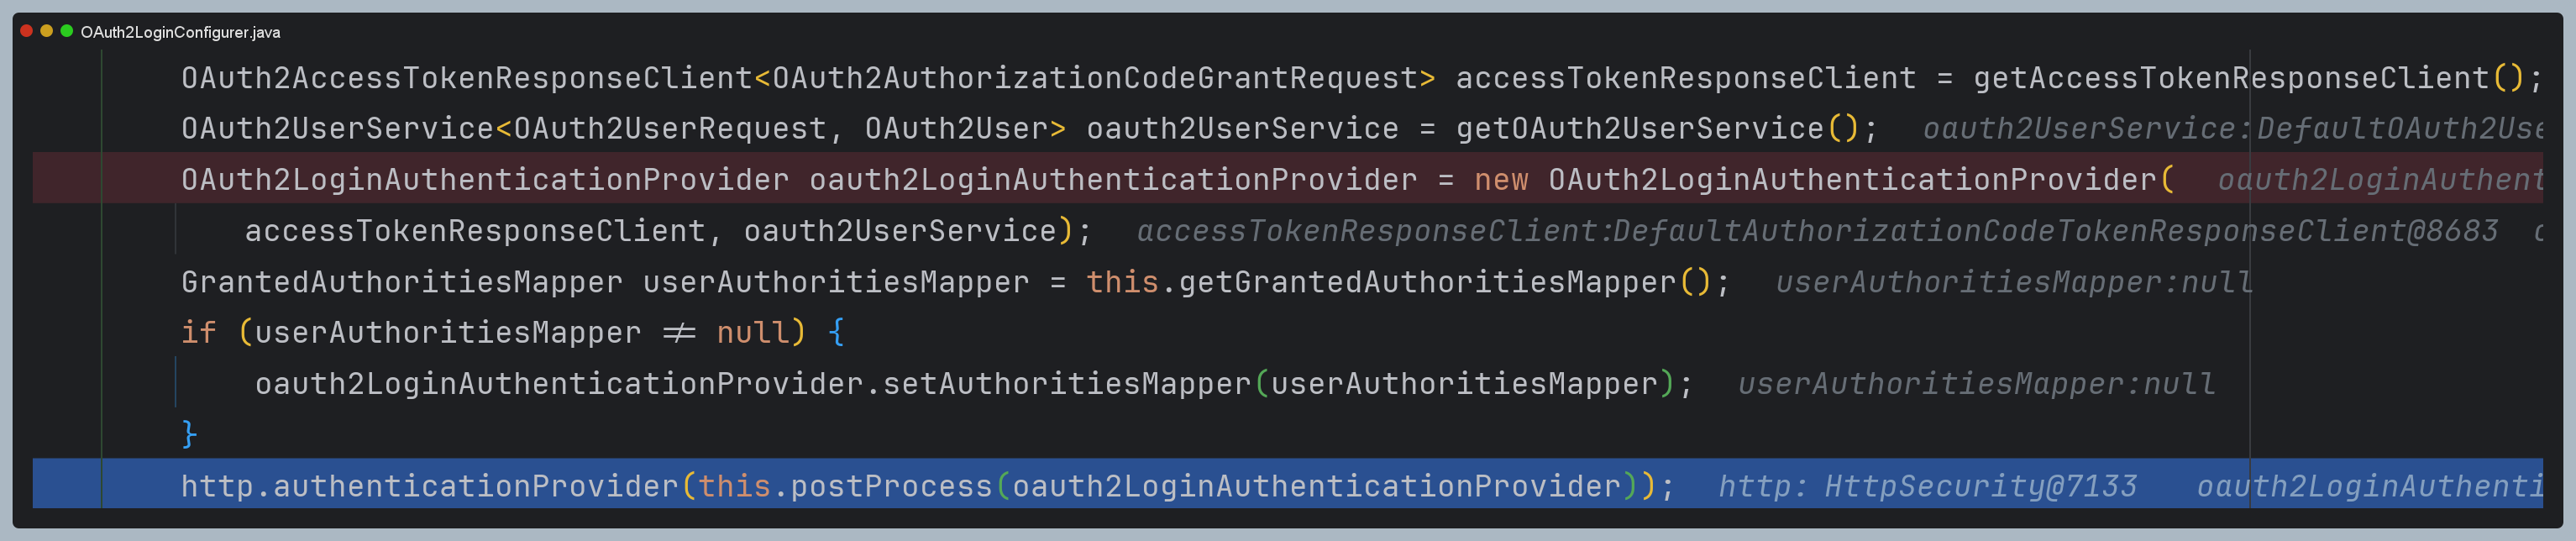 OAuth2LoginConfigurer.java
OAuth2AccessTokenResponseClient<OAuth2AuthorizationCodeGrantRequest> accessTokenResponseClient = getAccessTokenResponseClient();
OAuth2UserService<OAuth2UserRequest, OAuth2User> oauth2UserService = getOAuth2UserService(); oauth2UserService: DefaultOAuth2Use
OAuth2LoginAuthenticationProvider oauth2LoginAuthenticationProvider = new OAuth2LoginAuthenticationProvider( oauth2LoginAuthent
accessTokenResponseClient, oauth2UserService); accessTokenResponseClient:DefaultAuthorizationCodeTokenResponseClient@8683
GrantedAuthoritiesMapper userAuthoritiesMapper = this.getGrantedAuthoritiesMapper(); userAuthoritiesMapper:null
if (userAuthoritiesMapper != null) {
oauth2LoginAuthenticationProvider.setAuthoritiesMapper(userAuthoritiesMapper); userAuthoritiesMapper:null
}
http.authenticationProvider(this.postProcess(oauth2LoginAuthenticationProvider)); http: HttpSecurity@7133 oauth2LoginAuthenti